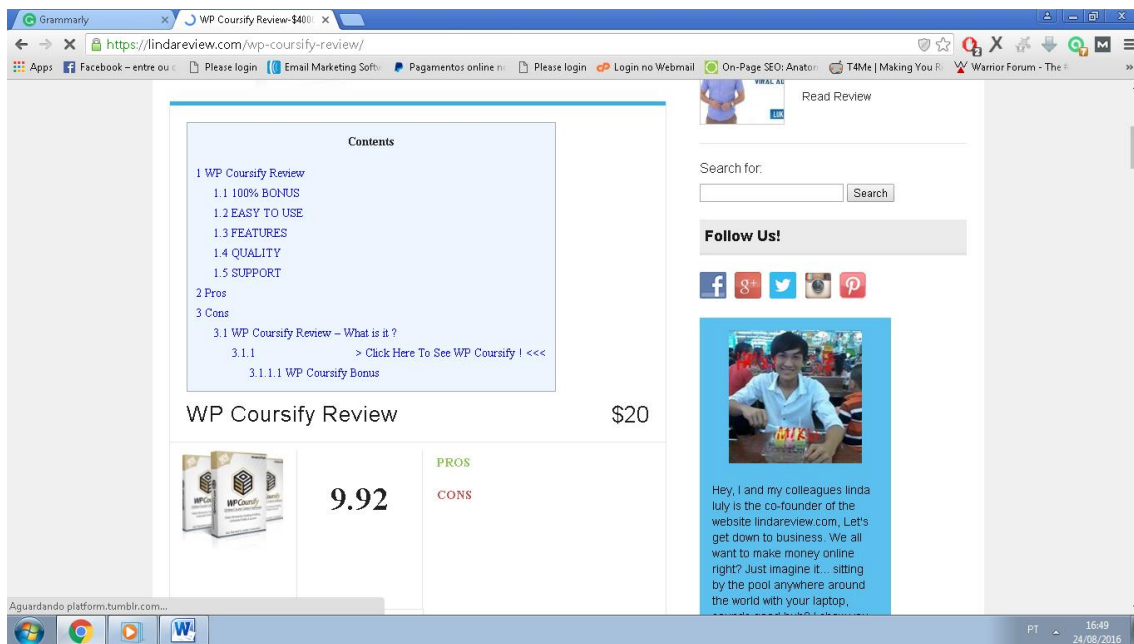 Grammarly
WP Coursify Review-$400
https://lindareview.com/wp-coursify-review/
Apps
Facebook – entre ou c
Please login
Email Marketing Softw
Pagamentos online n
Please login
Login no Webmail
On-Page SEO: Anatom
T4Me | Making You R
Warrior Forum - The #
Read Review
Contents
1 WP Coursify Review
1.1 100% BONUS
1.2 EASY TO USE
1.3 FEATURES
1.4 QUALITY
1.5 SUPPORT
2 Pros
3 Cons
3.1 WP Coursify Review – What is it ?
3.1.1 > Click Here To See WP Coursify ! <<<
3.1.1.1 WP Coursify Bonus
Search for:
Search
Follow Us!
WP Coursify Review
$20
WPCoursify
9.92
PROS
CONS
Hey, I and my colleagues linda
luly is the co-founder of the
website lindareview.com, Let's
get down to business. We all
want to make money online
right? Just imagine it... sitting
by the pool anywhere around
the world with your laptop,
Aguardando platform.tumblr.com...
PT
16:49
24/08/2016